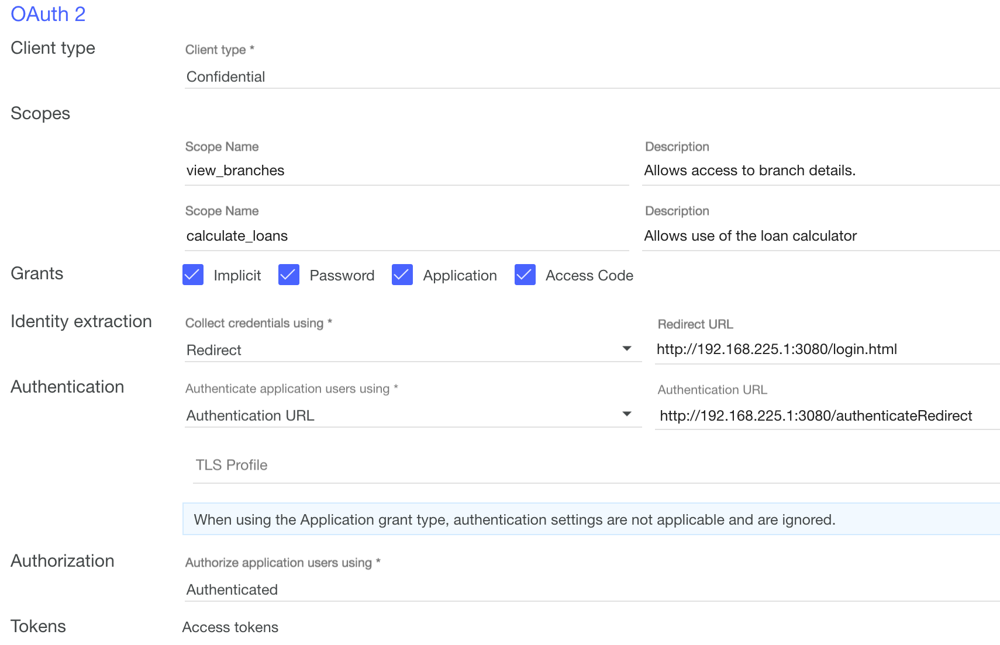 OAuth 2
Client type
Client type *
Confidential
Scopes
Scope Name
Description
view_branches
Allows access to branch details.
Scope Name
Description
calculate_loans
Allows use of the loan calculator
Grants
Implicit Password Application Access Code
Identity extraction
Collect credentials using *
Redirect URL
Redirect
http://192.168.225.1:3080/login.html
Authentication
Authenticate application users using *
Authentication URL
Authentication URL
http://192.168.225.1:3080/authenticateRedirect
TLS Profile
When using the Application grant type, authentication settings are not applicable and are ignored.
Authorization
Authorize application users using *
Authenticated
Tokens
Access tokens